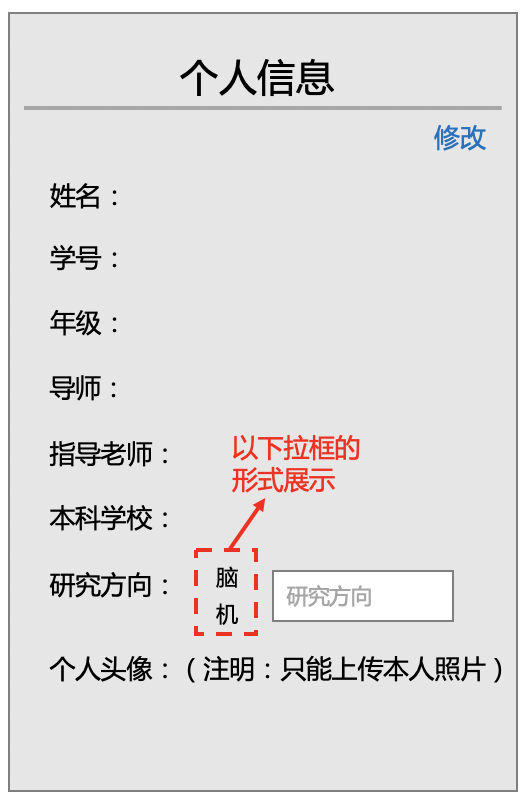 个人信息
修改
姓名：
学号：
年级：
导师：
指导老师：
以下拉框的
形式展示
本科学校：
研究方向：
脑
机
研究方向
个人头像：（注明：只能上传本人照片）